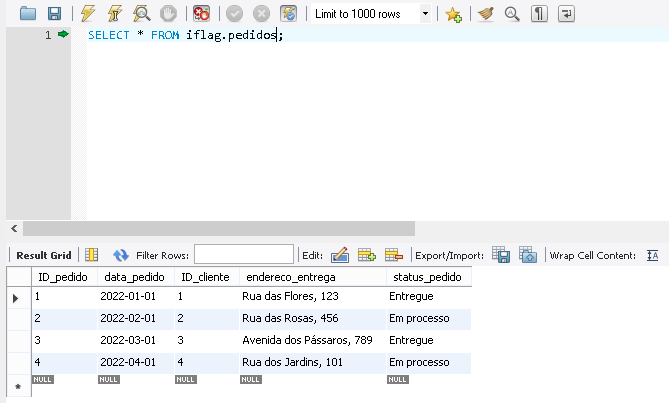 Limit to 1000 rows
1 SELECT * FROM iflag.pedidos;
Result Grid Filter Rows: Edit: Export/Import: Wrap Cell Content: IA
ID_pedido data_pedido ID_cliente endereco_entrega status_pedido
1 2022-01-01 1 Rua das Flores, 123 Entregue
2 2022-02-01 2 Rua das Rosas, 456 Em processo
3 2022-03-01 3 Avenida dos Pássaros, 789 Entregue
4 2022-04-01 4 Rua dos Jardins, 101 Em processo
NULL NULL NULL NULL NULL